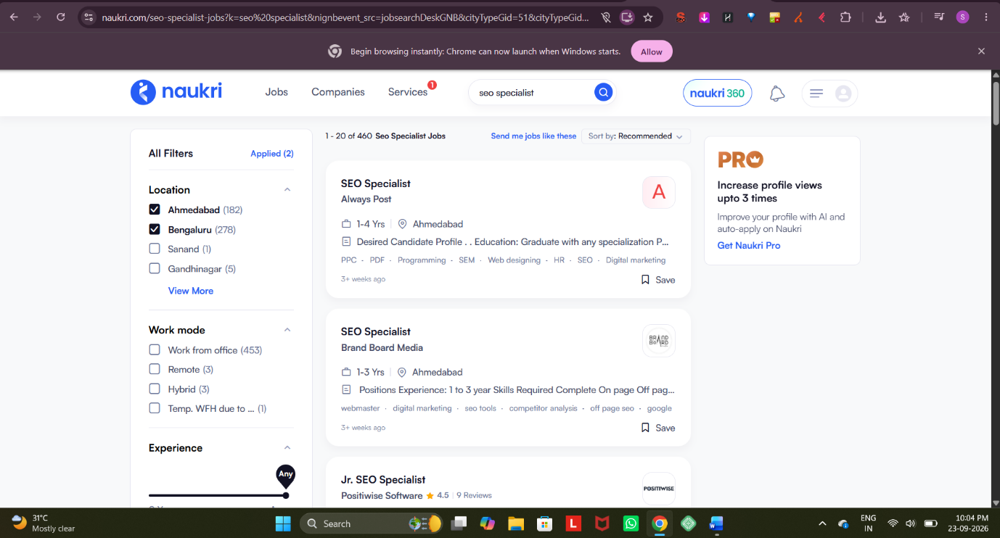 naukri.com/seo-specialist-jobs?k=seo%20specialist&nignbevent_src=jobsearchDeskGNB&cityTypeGid=51&cityTypeGid...
S
Begin browsing instantly: Chrome can now launch when Windows starts.
Allow
naukri
Jobs
Companies
Services
1
seo specialist
naukri 360
All Filters
Applied (2)
Location
Ahmedabad (182)
Bengaluru (278)
Sanand (1)
Gandhinagar (5)
View More
Work mode
Work from office (453)
Remote (3)
Hybrid (3)
Temp. WFH due to ... (1)
Experience
Any
1 - 20 of 460 Seo Specialist Jobs
Send me jobs like these
Sort by: Recommended
SEO Specialist
Always Post
A
1-4 Yrs
Ahmedabad
Desired Candidate Profile . . Education: Graduate with any specialization P...
PPC · PDF · Programming · SEM · Web designing · HR · SEO · Digital marketing
3+ weeks ago
Save
SEO Specialist
Brand Board Media
BRAND
BOARD
1-3 Yrs
Ahmedabad
Positions Experience: 1 to 3 year Skills Required Complete On page Off pag...
webmaster · digital marketing · seo tools · competitor analysis · off page seo · google
3+ weeks ago
Save
Jr. SEO Specialist
Positiwise Software 4.5 9 Reviews
POSITIWISE
PRO
Increase profile views
upto 3 times
Improve your profile with AI and
auto-apply on Naukri
Get Naukri Pro
31°C
Mostly clear
Search
L
ENG
IN
10:04 PM
23-09-2026